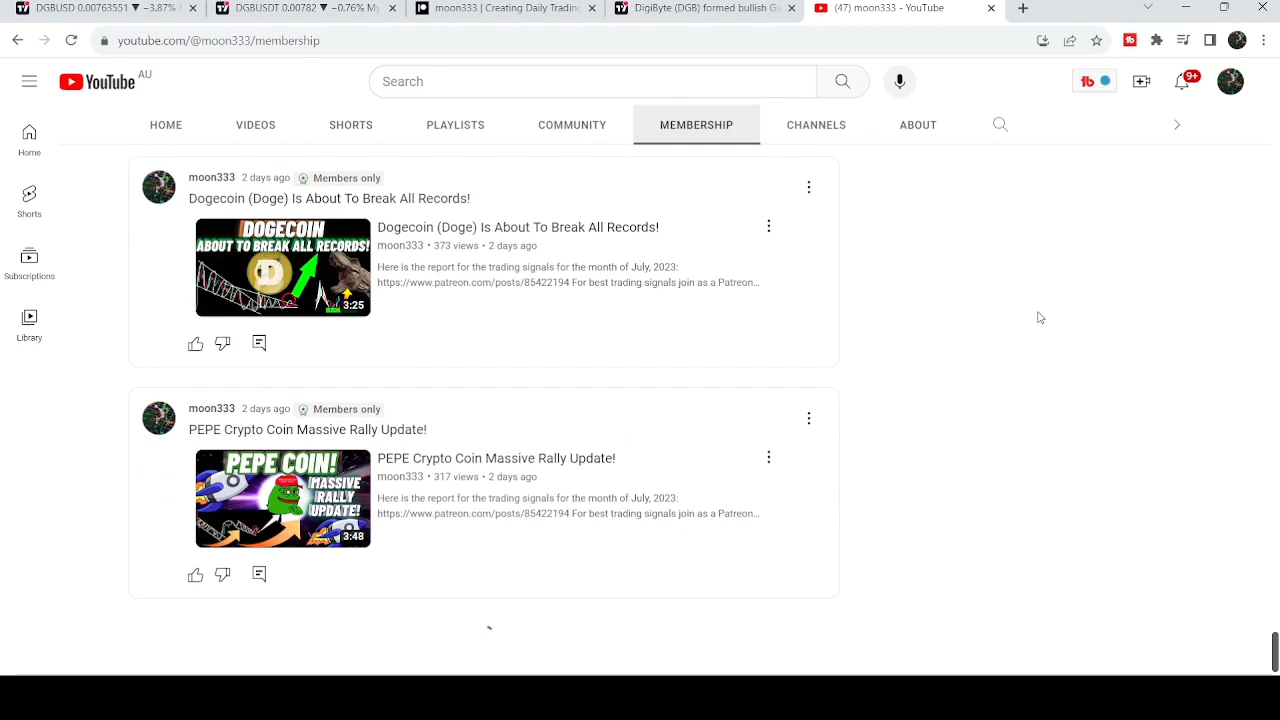 DGBUSD 0.00763551 ▼ −3.87%
DGBUSDT 0.00782 ▼ −0.76% My
moon333 | Creating Daily Trading
DigiByte (DGB) formed bullish Ga
(47) moon333 - YouTube
youtube.com/@moon333/membership
YouTube AU
Search
9+
HOME
VIDEOS
SHORTS
PLAYLISTS
COMMUNITY
MEMBERSHIP
CHANNELS
ABOUT
Home
Shorts
Subscriptions
Library
moon333 2 days ago Members only
Dogecoin (Doge) Is About To Break All Records!
DOGECOIN
ABOUT TO BREAK ALL RECORDS!
3:25
Dogecoin (Doge) Is About To Break All Records!
moon333 • 373 views • 2 days ago
Here is the report for the trading signals for the month of July, 2023:
https://www.patreon.com/posts/85422194 For best trading signals join as a Patreon...
moon333 2 days ago Members only
PEPE Crypto Coin Massive Rally Update!
PEPE COIN!
MASSIVE
RALLY
UPDATE!
3:48
PEPE Crypto Coin Massive Rally Update!
moon333 • 317 views • 2 days ago
Here is the report for the trading signals for the month of July, 2023:
https://www.patreon.com/posts/85422194 For best trading signals join as a Patreon...